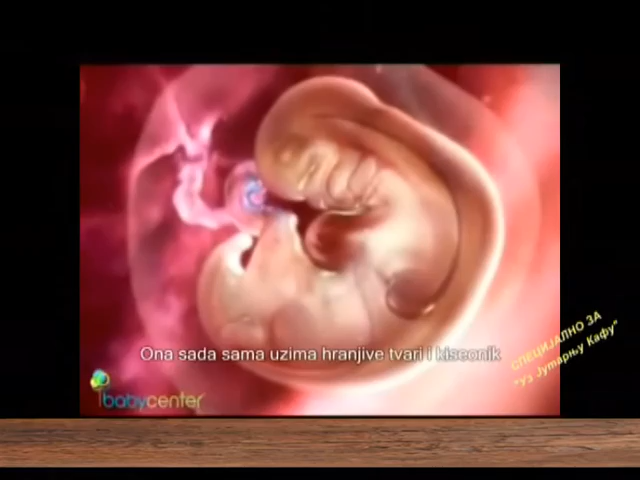 Ona sada sama uzima hranjive tvari i kiseonik
babycenter
СПЕЦИЈАЛНО ЗА
"Уз Јутарњу Кафу"